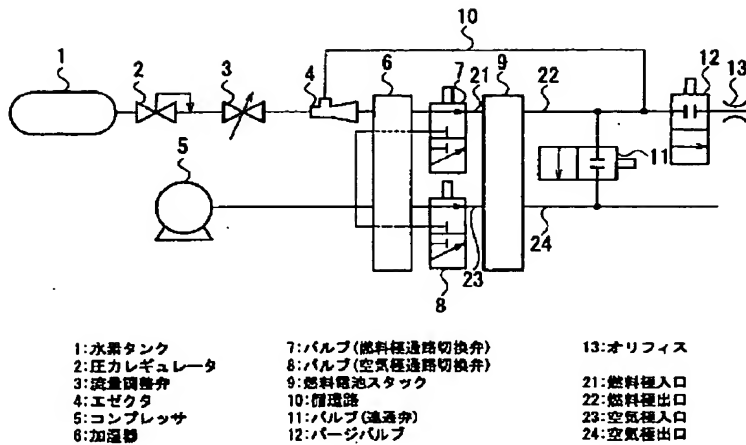 10
1
2
3
4
6
7
21
9
22
12
13
5
11
23
24
8
1:水素タンク
2:圧力レギュレータ
3:流量調整弁
4:エゼクタ
5:コンプレッサ
6:加湿器
7:バルブ(燃料極通路切換弁)
8:バルブ(空気極通路切換弁)
9:燃料電池スタック
10:循環路
11:バルブ(連通弁)
12:パージバルブ
13:オリフィス
21:燃料極入口
22:燃料極出口
23:空気極入口
24:空気極出口